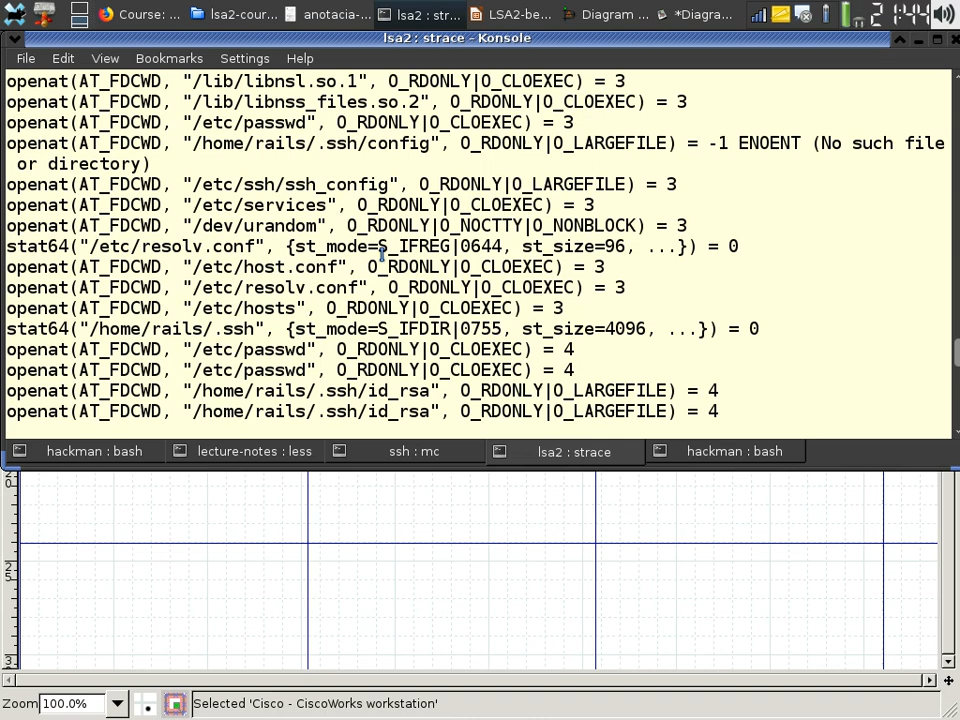 Course: ... lsa2-cour... anotacia-... lsa2 : str... LSA2-be... Diagram ... *Diagra... 1:44
lsa2 : strace - Konsole
File Edit View Bookmarks Settings Help
openat(AT_FDCWD, "/lib/libnsl.so.1", O_RDONLY|O_CLOEXEC) = 3
openat(AT_FDCWD, "/lib/libnss_files.so.2", O_RDONLY|O_CLOEXEC) = 3
openat(AT_FDCWD, "/etc/passwd", O_RDONLY|O_CLOEXEC) = 3
openat(AT_FDCWD, "/home/rails/.ssh/config", O_RDONLY|O_LARGEFILE) = -1 ENOENT (No such file
or directory)
openat(AT_FDCWD, "/etc/ssh/ssh_config", O_RDONLY|O_LARGEFILE) = 3
openat(AT_FDCWD, "/etc/services", O_RDONLY|O_CLOEXEC) = 3
openat(AT_FDCWD, "/dev/urandom", O_RDONLY|O_NOCTTY|O_NONBLOCK) = 3
stat64("/etc/resolv.conf", {st_mode=S_IFREG|0644, st_size=96, ...}) = 0
openat(AT_FDCWD, "/etc/host.conf", O_RDONLY|O_CLOEXEC) = 3
openat(AT_FDCWD, "/etc/resolv.conf", O_RDONLY|O_CLOEXEC) = 3
openat(AT_FDCWD, "/etc/hosts", O_RDONLY|O_CLOEXEC) = 3
stat64("/home/rails/.ssh", {st_mode=S_IFDIR|0755, st_size=4096, ...}) = 0
openat(AT_FDCWD, "/etc/passwd", O_RDONLY|O_CLOEXEC) = 4
openat(AT_FDCWD, "/etc/passwd", O_RDONLY|O_CLOEXEC) = 4
openat(AT_FDCWD, "/home/rails/.ssh/id_rsa", O_RDONLY|O_LARGEFILE) = 4
openat(AT_FDCWD, "/home/rails/.ssh/id_rsa", O_RDONLY|O_LARGEFILE) = 4
hackman : bash lecture-notes : less ssh : mc lsa2 : strace hackman : bash
25
Zoom 100.0% Selected 'Cisco - CiscoWorks workstation'